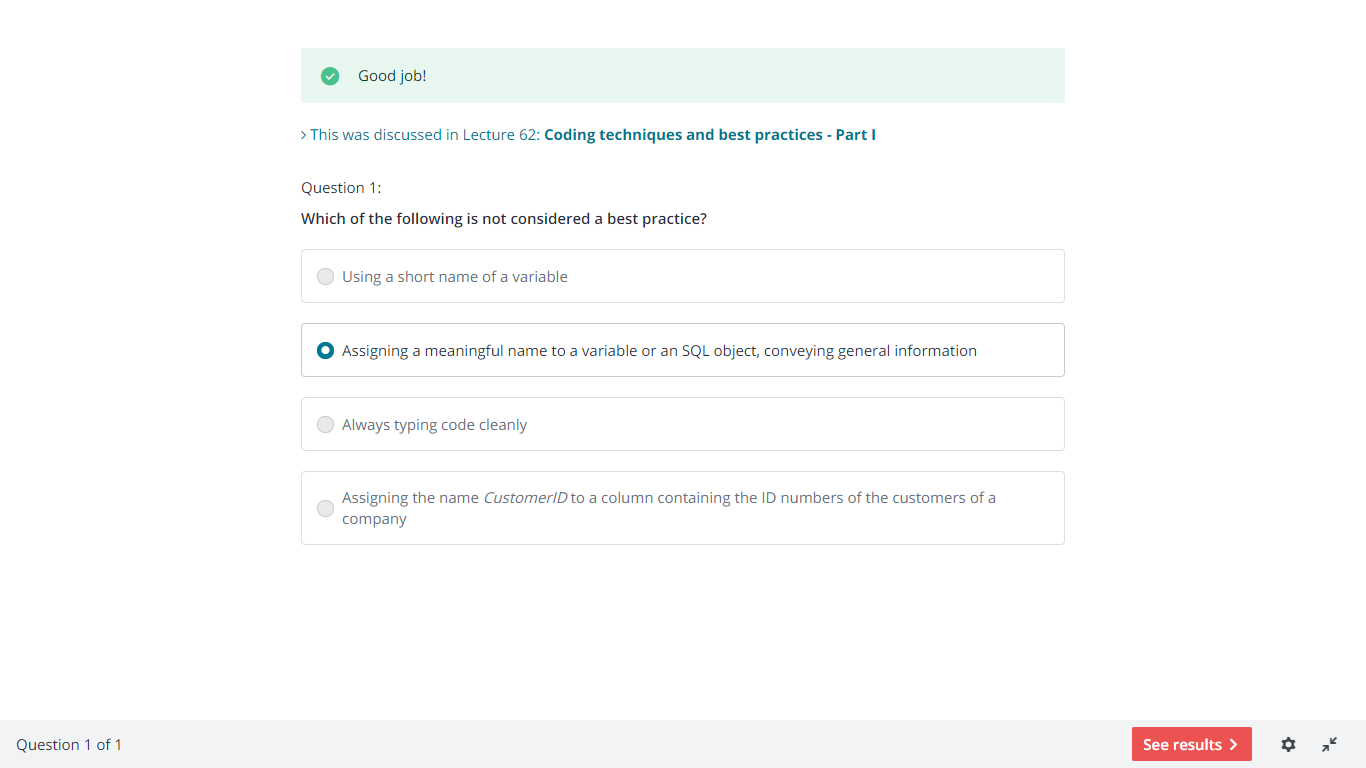 Good job!
This was discussed in Lecture 62: Coding techniques and best practices - Part I
Question 1:
Which of the following is not considered a best practice?
Using a short name of a variable
Assigning a meaningful name to a variable or an SQL object, conveying general information
Always typing code cleanly
Assigning the name CustomerID to a column containing the ID numbers of the customers of a
company
Question 1 of 1
See results